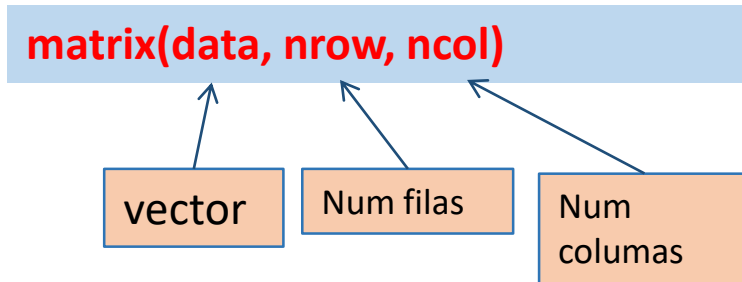 matrix(data, nrow, ncol)
vector
Num filas
Num
columas